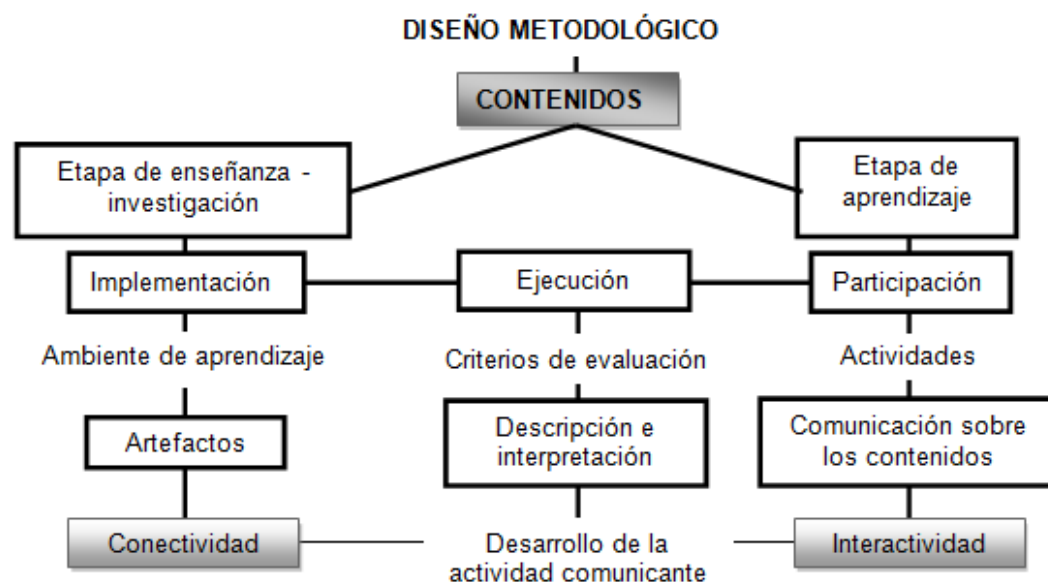 DISEÑO METODOLÓGICO
CONTENIDOS
Etapa de enseñanza -
investigación
Etapa de
aprendizaje
Implementación
Ejecución
Participación
Ambiente de aprendizaje
Criterios de evaluación
Actividades
Artefactos
Descripción e
interpretación
Comunicación sobre
los contenidos
Conectividad
Desarrollo de la
actividad comunicante
Interactividad